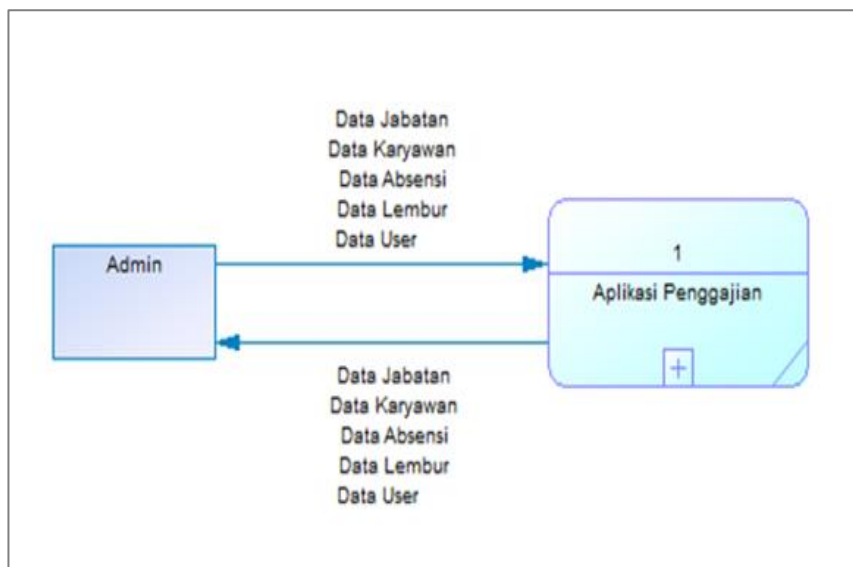 Data Jabatan
Data Karyawan
Data Absensi
Data Lembur
Data User
Admin
1
Aplikasi Penggajian
Data Jabatan
Data Karyawan
Data Absensi
Data Lembur
Data User